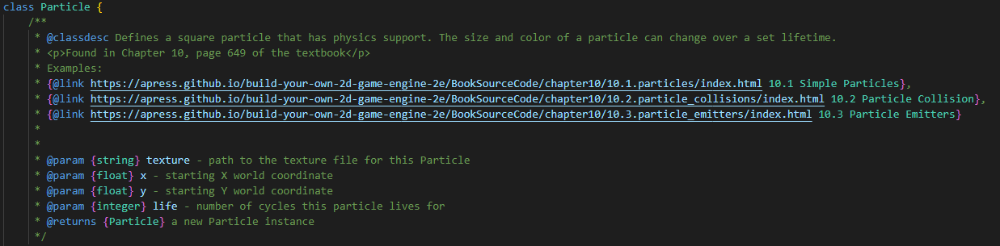 class Particle {
/**
* @classdesc Defines a square particle that has physics support. The size and color of a particle can change over a set lifetime.
* <p>Found in Chapter 10, page 649 of the textbook</p>
* Examples:
* {@link https://apress.github.io/build-your-own-2d-game-engine-2e/BookSourceCode/chapter10/10.1.particles/index.html 10.1 Simple Particles},
* {@link https://apress.github.io/build-your-own-2d-game-engine-2e/BookSourceCode/chapter10/10.2.particle_collisions/index.html 10.2 Particle Collision},
* {@link https://apress.github.io/build-your-own-2d-game-engine-2e/BookSourceCode/chapter10/10.3.particle_emitters/index.html 10.3 Particle Emitters}
*
*
* @param {string} texture - path to the texture file for this Particle
* @param {float} x - starting X world coordinate
* @param {float} y - starting Y world coordinate
* @param {integer} life - number of cycles this particle lives for
* @returns {Particle} a new Particle instance
*/